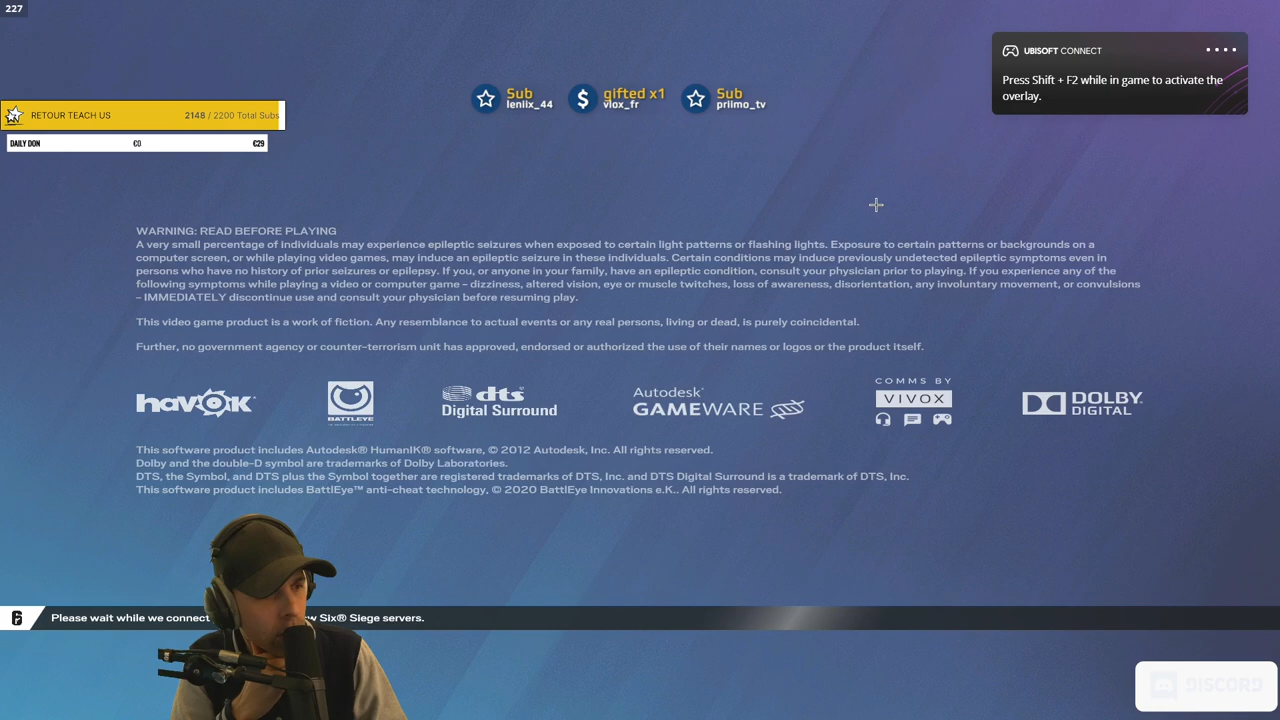 227
UBISOFT CONNECT
Press Shift + F2 while in game to activate the
overlay.
Sub
leniix_44
gifted x1
vlox_fr
Sub
priimo_tv
RETOUR TEACH US
2148 / 2200 Total Subs
DAILY DON €0 €29
WARNING: READ BEFORE PLAYING
A very small percentage of individuals may experience epileptic seizures when exposed to certain light patterns or flashing lights. Exposure to certain patterns or backgrounds on a
computer screen, or while playing video games, may induce an epileptic seizure in these individuals. Certain conditions may induce previously undetected epileptic symptoms even in
persons who have no history of prior seizures or epilepsy. If you, or anyone in your family, have an epileptic condition, consult your physician prior to playing. If you experience any of the
following symptoms while playing a video or computer game - dizziness, altered vision, eye or muscle twitches, loss of awareness, disorientation, any involuntary movement, or convulsions
- IMMEDIATELY discontinue use and consult your physician before resuming play.
This video game product is a work of fiction. Any resemblance to actual events or any real persons, living or dead, is purely coincidental.
Further, no government agency or counter-terrorism unit has approved, endorsed or authorized the use of their names or logos or the product itself.
havok
BATTLEYE
dts
Digital Surround
Autodesk®
GAMEWARE
COMMS BY
VIVOX
DOLBY
DIGITAL
This software product includes Autodesk® HumanIK® software, © 2012 Autodesk, Inc. All rights reserved.
Dolby and the double-D symbol are trademarks of Dolby Laboratories.
DTS, the Symbol, and DTS plus the Symbol together are registered trademarks of DTS, Inc. and DTS Digital Surround is a trademark of DTS, Inc.
This software product includes BattlEye™ anti-cheat technology, © 2020 BattlEye Innovations e.K.. All rights reserved.
6
Please wait while we connect w Six® Siege servers.
DISCORD